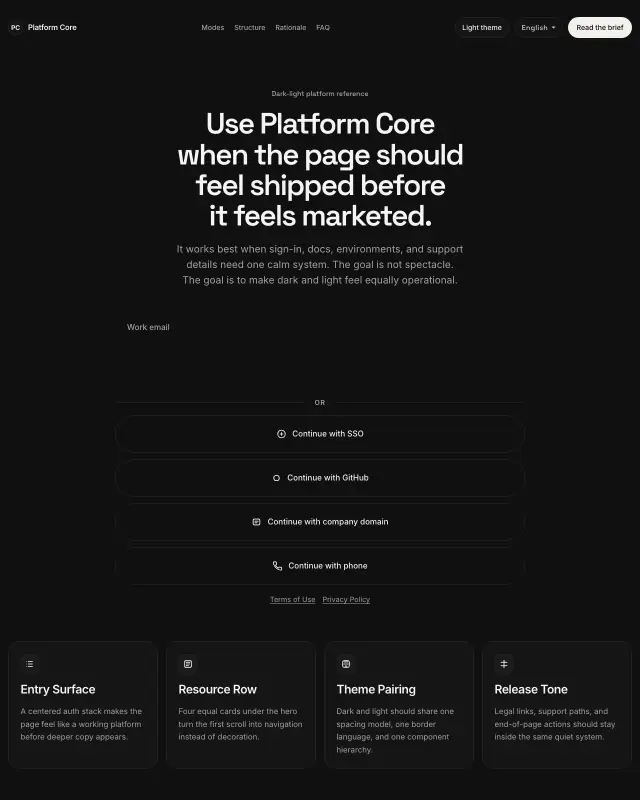 PC Platform Core
Modes Structure Rationale FAQ
Light theme
English
Read the brief
Dark-light platform reference
Use Platform Core
when the page should
feel shipped before
it feels marketed.
It works best when sign-in, docs, environments, and support
details need one calm system. The goal is not spectacle.
The goal is to make dark and light feel equally operational.
Work email
OR
Continue with SSO
Continue with GitHub
Continue with company domain
Continue with phone
Terms of Use Privacy Policy
Entry Surface
A centered auth stack makes the
page feel like a working platform
before deeper copy appears.
Resource Row
Four equal cards under the hero
turn the first scroll into navigation
instead of decoration.
Theme Pairing
Dark and light should share one
spacing model, one border
language, and one component
hierarchy.
Release Tone
Legal links, support paths, and
end-of-page actions should stay
inside the same quiet system.